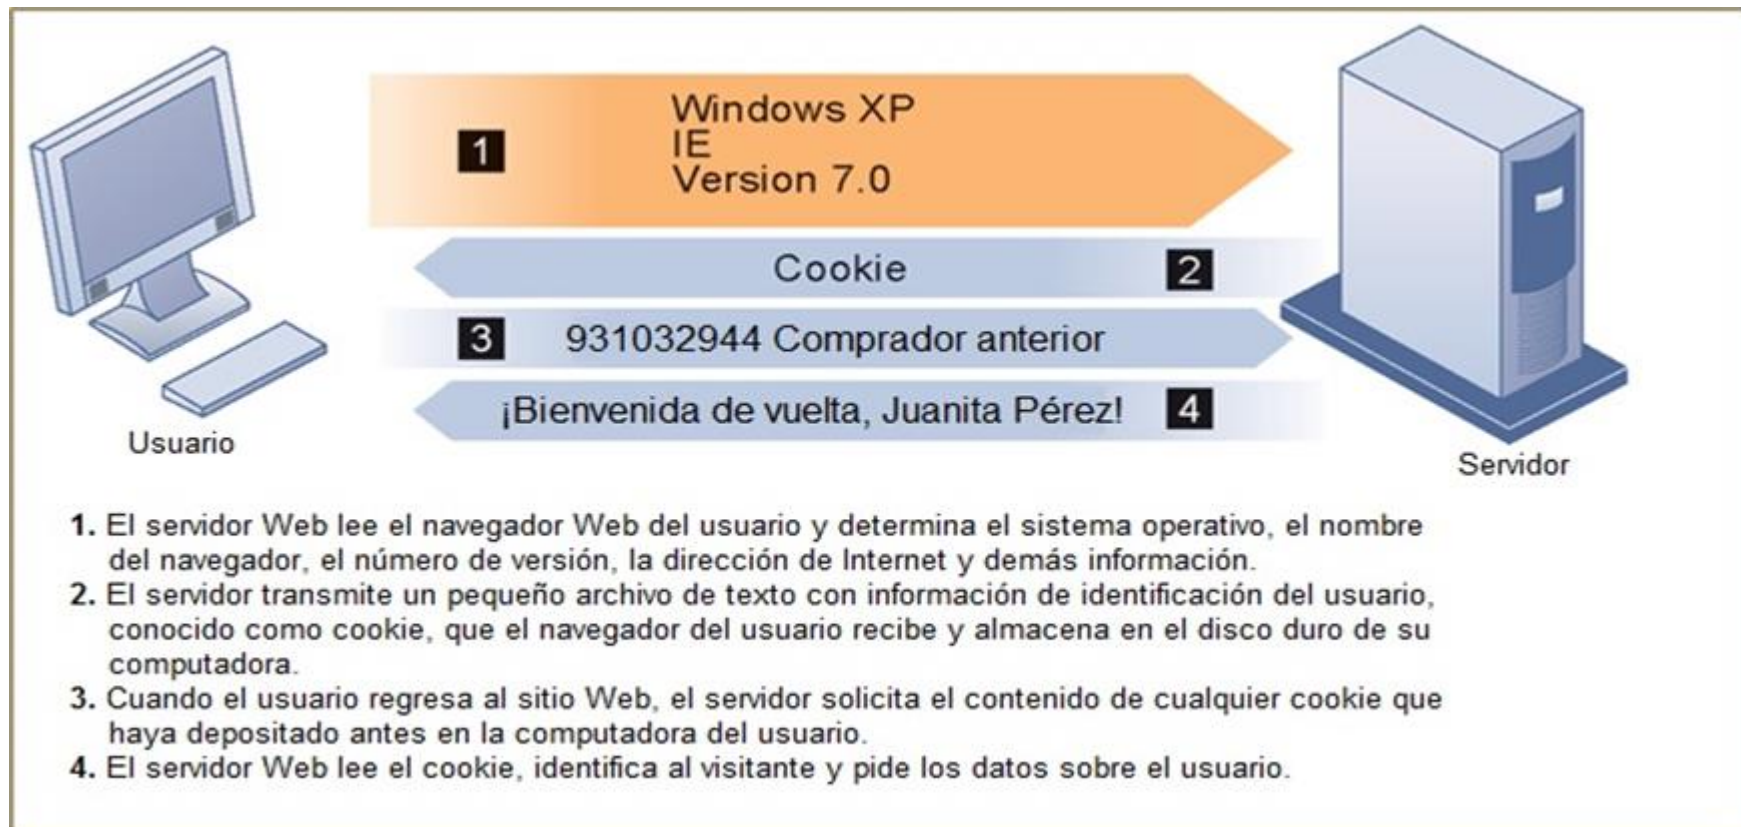 Windows XP
IE
Version 7.0
1
Cookie
2
3
931032944 Comprador anterior
¡Bienvenida de vuelta, Juanita Pérez!
4
Usuario
Servidor
1. El servidor Web lee el navegador Web del usuario y determina el sistema operativo, el nombre
del navegador, el número de versión, la dirección de Internet y demás información.
2. El servidor transmite un pequeño archivo de texto con información de identificación del usuario,
conocido como cookie, que el navegador del usuario recibe y almacena en el disco duro de su
computadora.
3. Cuando el usuario regresa al sitio Web, el servidor solicita el contenido de cualquier cookie que
haya depositado antes en la computadora del usuario.
4. El servidor Web lee el cookie, identifica al visitante y pide los datos sobre el usuario.